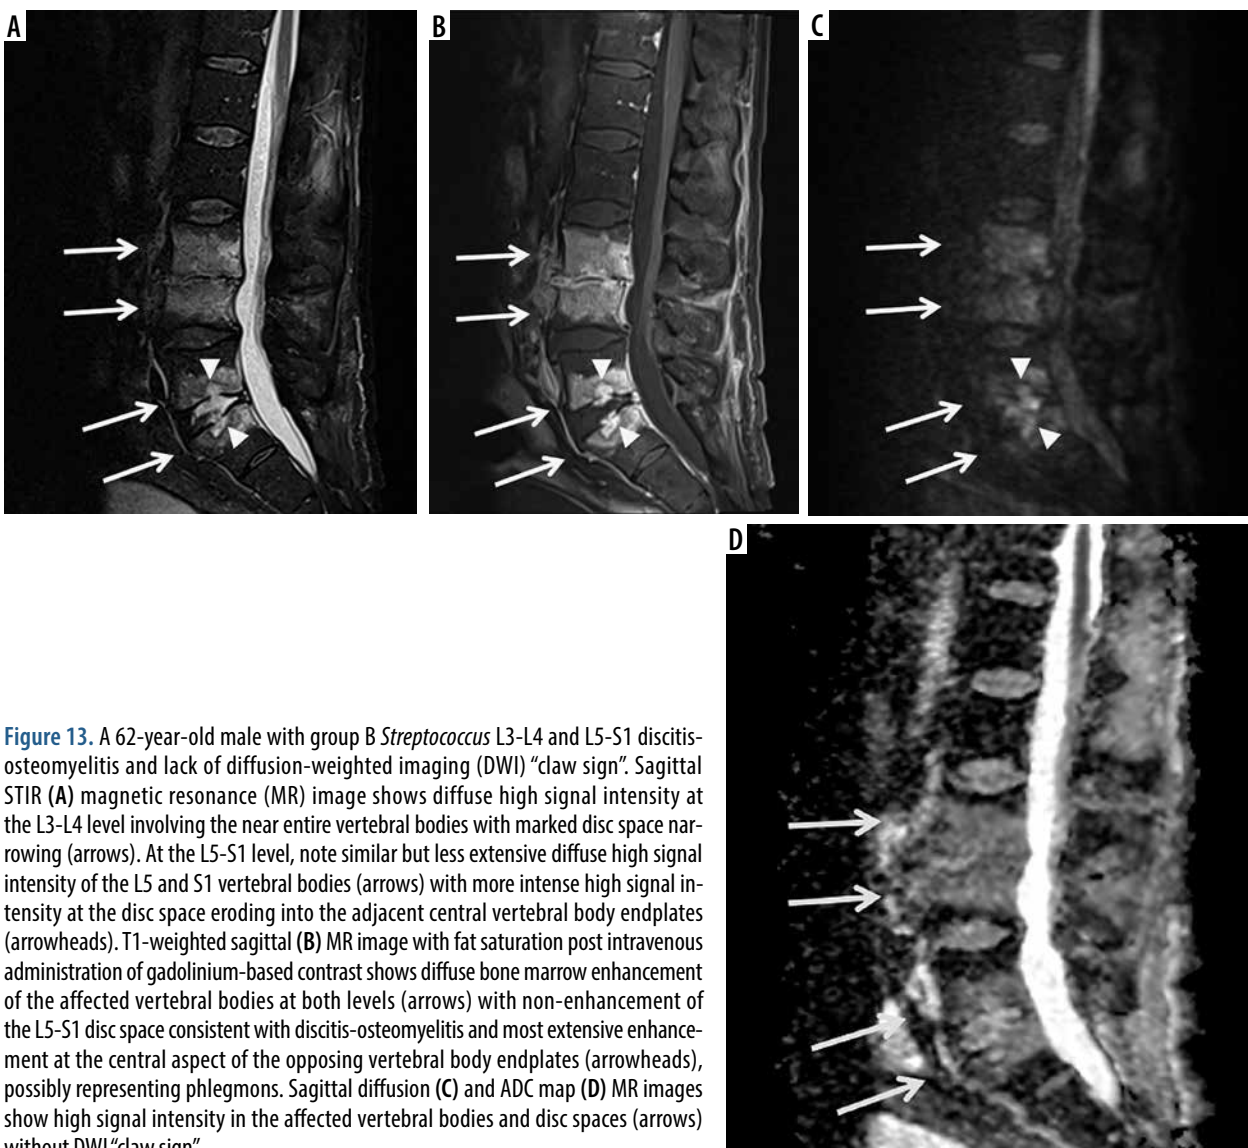 A
B
C
D
Figure 13. A 62-year-old male with group B Streptococcus L3-L4 and L5-S1 discitis-
osteomyelitis and lack of diffusion-weighted imaging (DWI) “claw sign”. Sagittal
STIR (A) magnetic resonance (MR) image shows diffuse high signal intensity at
the L3-L4 level involving the near entire vertebral bodies with marked disc space nar-
rowing (arrows). At the L5-S1 level, note similar but less extensive diffuse high signal
intensity of the L5 and S1 vertebral bodies (arrows) with more intense high signal in-
tensity at the disc space eroding into the adjacent central vertebral body endplates
(arrowheads). T1-weighted sagittal (B) MR image with fat saturation post intravenous
administration of gadolinium-based contrast shows diffuse bone marrow enhancement
of the affected vertebral bodies at both levels (arrows) with non-enhancement of
the L5-S1 disc space consistent with discitis-osteomyelitis and most extensive enhance-
ment at the central aspect of the opposing vertebral body endplates (arrowheads),
possibly representing phlegmons. Sagittal diffusion (C) and ADC map (D) MR images
show high signal intensity in the affected vertebral bodies and disc spaces (arrows)
without DWI “claw sign”